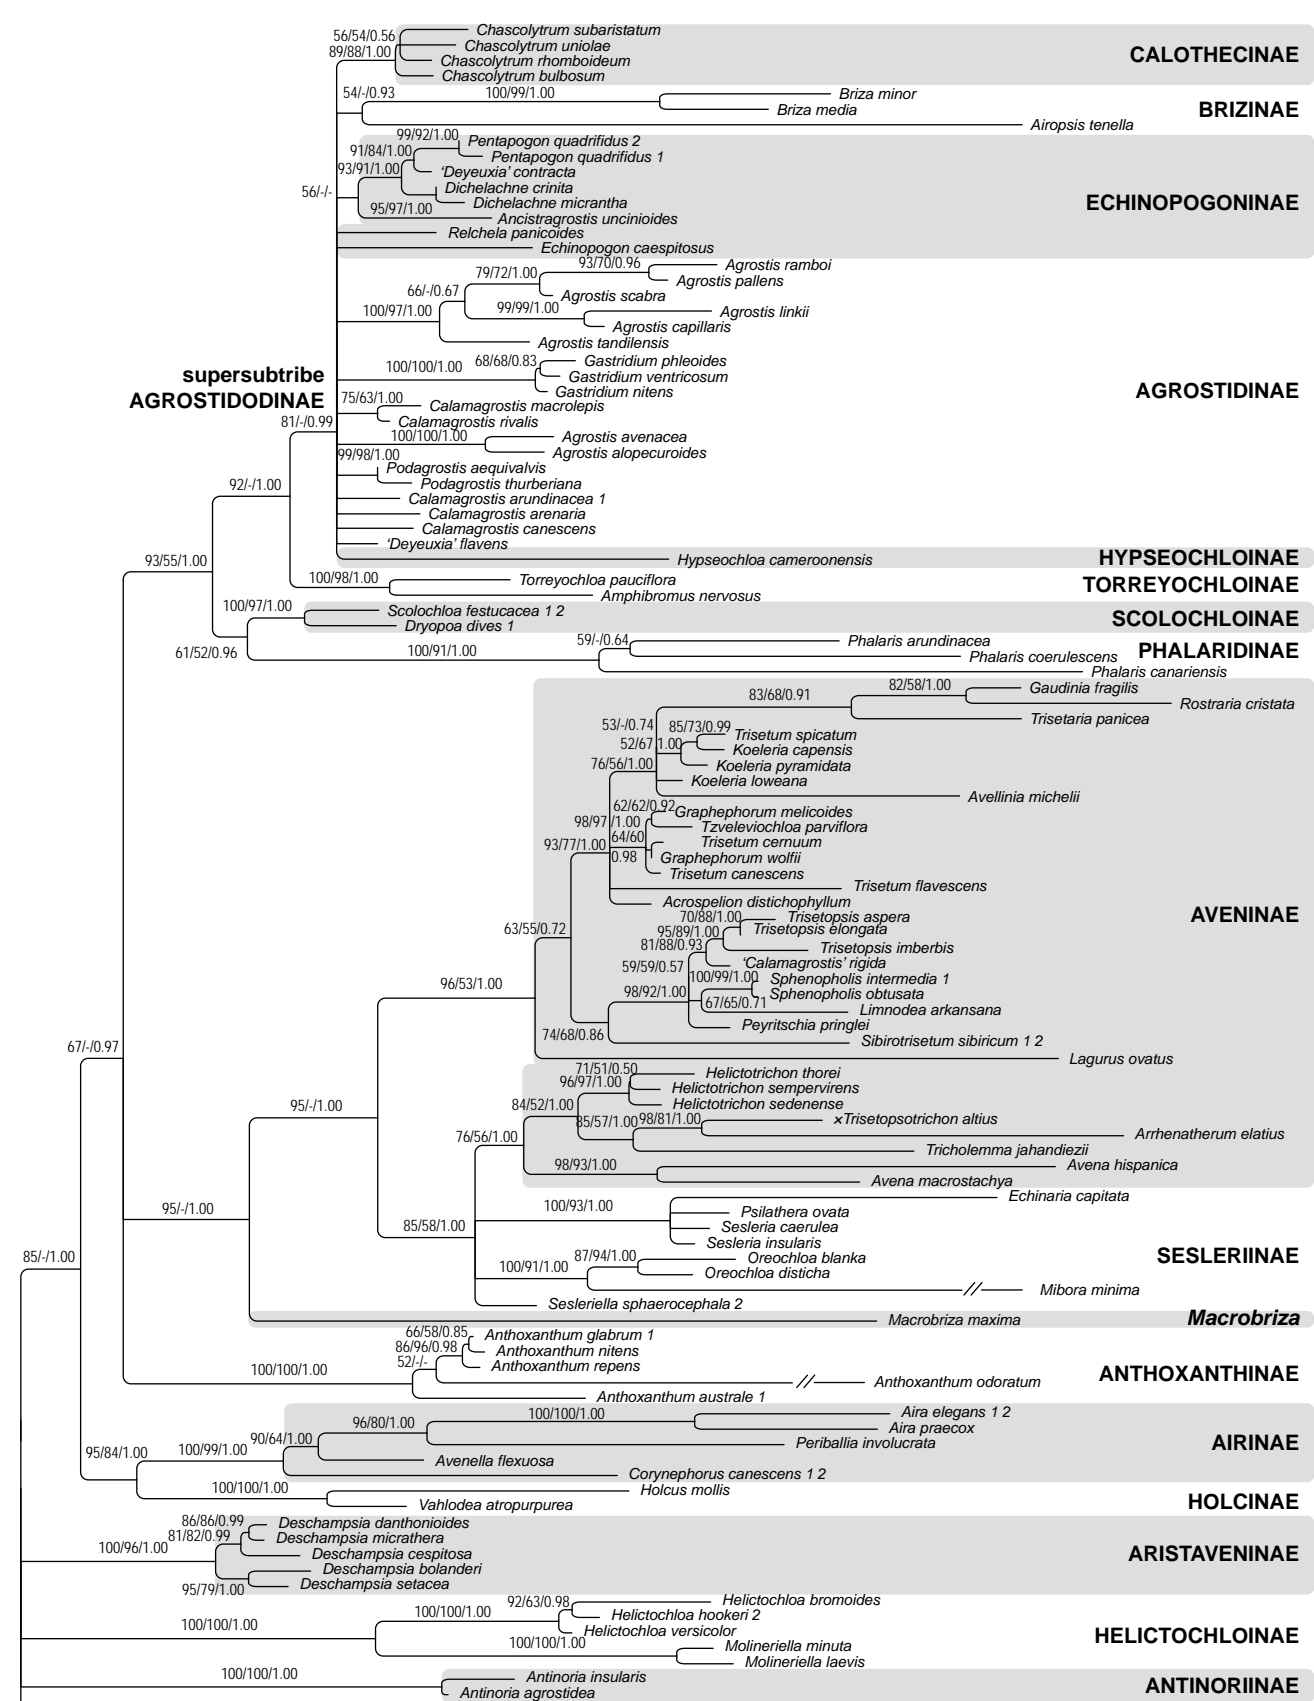 56/54/0.56
Chascolytrum subaristatum
Chascolytrum uniolae
89/88/1.00
Chascolytrum rhomboideum
CALOTHECINAE
Chascolytrum bulbosum
54/-/0.93
100/99/1.00
Briza minor
Briza media
BRIZINAE
Airopsis tenella
99/92/1.00
Pentapogon quadrifidus 2
91/84/1.00
Pentapogon quadrifidus 1
93/91/1.00
‘Deyeuxia’ contracta
56/-/-
Dichelachne crinita
Dichelachne micrantha
ECHINOPOGONINAE
95/97/1.00
Ancistragrostis uncinioides
Relchela panicoides
Echinopogon caespitosus
93/70/0.96
Agrostis ramboi
79/72/1.00
Agrostis pallens
66/-/0.67
Agrostis scabra
100/97/1.00
99/99/1.00
Agrostis linkii
Agrostis capillaris
Agrostis tandilensis
68/68/0.83
Gastridium phleoides
100/100/1.00
Gastridium ventricosum
Gastridium nitens
supersubtribe
AGROSTIDODINAE
AGROSTIDINAE
75/63/1.00
Calamagrostis macrolepis
81/-/0.99
Calamagrostis rivalis
100/100/1.00
Agrostis avenacea
Agrostis alopecuroides
99/98/1.00
Podagrostis aequivalvis
Podagrostis thurberiana
92/-/1.00
Calamagrostis arundinacea 1
Calamagrostis arenaria
Calamagrostis canescens
‘Deyeuxia’ flavens
93/55/1.00
Hypseochloa cameroonensis
HYPSEOCHLOINAE
100/98/1.00
Torreyochloa pauciflora
TORREYOCHLOINAE
Amphibromus nervosus
100/97/1.00
Scolochloa festucacea 1 2
SCOLOCHLOINAE
Dryopoa dives 1
61/52/0.96
100/91/1.00
59/-/0.64
Phalaris arundinacea
PHALARIDINAE
Phalaris coerulescens
Phalaris canariensis
83/68/0.91
82/58/1.00
Gaudinia fragilis
Rostraria cristata
Trisetaria panicea
53/-/0.74
85/73/0.99
Trisetum spicatum
52/67/1.00
Koeleria capensis
76/56/1.00
Koeleria pyramidata
Koeleria loweana
Avellinia michelii
62/62/0.92
Graphephorum melicoides
98/97/1.00
Tzveleviochloa parviflora
93/77/1.00
64/60
Trisetum cernuum
0.98
Graphephorum wolfii
Trisetum canescens
Trisetum flavescens
Acrospelion distichophyllum
AVENINAE
63/55/0.72
70/88/1.00
Trisetopsis aspera
95/89/1.00
Trisetopsis elongata
81/88/0.93
Trisetopsis imberbis
59/59/0.57
‘Calamagrostis’ rigida
100/99/1.00
Sphenopholis intermedia 1
96/53/1.00
98/92/1.00
Sphenopholis obtusata
67/65/0.71
Limnodea arkansana
Peyritschia pringlei
74/68/0.86
Sibirotrisetum sibiricum 1 2
67/-/0.97
Lagurus ovatus
71/51/0.50
Helictotrichon thorei
96/97/1.00
Helictotrichon sempervirens
95/-/1.00
84/52/1.00
Helictotrichon sedenense
85/57/1.00
98/81/1.00
×Trisetopsotrichon altius
76/56/1.00
Arrhenatherum elatius
Tricholemma jahandiezii
98/93/1.00
Avena hispanica
Avena macrostachya
95/-/1.00
100/93/1.00
Echinaria capitata
Psilathera ovata
85/58/1.00
Sesleria caerulea
Sesleria insularis
SESLERIINAE
85/-/1.00
87/94/1.00
Oreochloa blanka
100/91/1.00
Oreochloa disticha
Mibora minima
Sesleriella sphaerocephala 2
Macrobriza maxima
Macrobriza
66/58/0.85
Anthoxanthum glabrum 1
86/96/0.98
Anthoxanthum nitens
52/-/-
Anthoxanthum repens
100/100/1.00
Anthoxanthum odoratum
ANTHOXANTHINAE
Anthoxanthum australe 1
100/100/1.00
Aira elegans 1 2
96/80/1.00
Aira praecox
90/64/1.00
Periballia involucrata
AIRINAE
95/84/1.00
100/99/1.00
Avenella flexuosa
Corynephorus canescens 1 2
100/100/1.00
Holcus mollis
HOLCINAE
Vahlodea atropurpurea
86/86/0.99
Deschampsia danthonioides
81/82/0.99
Deschampsia micrathera
100/96/1.00
Deschampsia cespitosa
ARISTAVENINAE
Deschampsia bolanderi
95/79/1.00
Deschampsia setacea
92/63/0.98
Helictochloa bromoides
100/100/1.00
Helictochloa hookeri 2
100/100/1.00
Helictochloa versicolor
HELICTOCHLOINAE
100/100/1.00
Molineriella minuta
Molineriella laevis
100/100/1.00
Antinoria insularis
ANTINORIINAE
Antinoria agrostidea